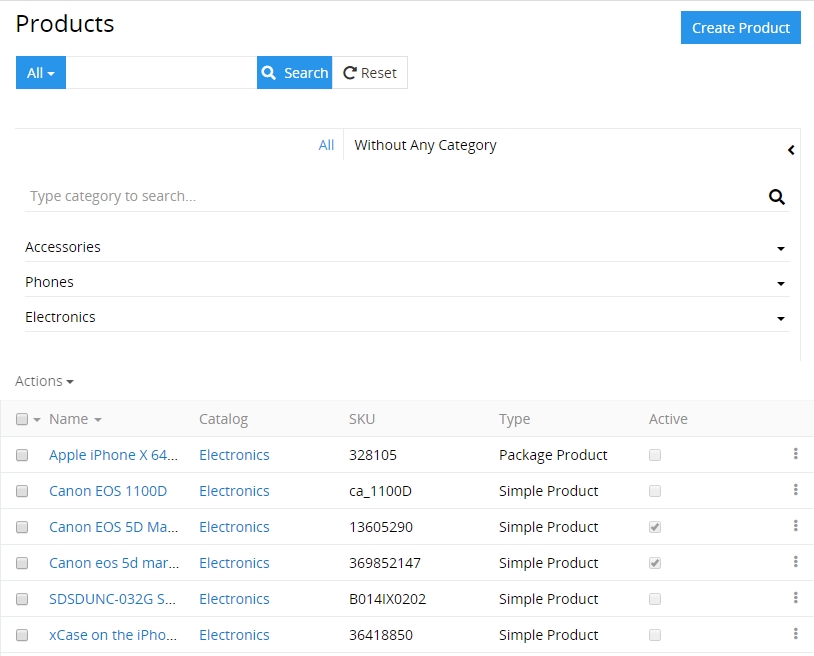 Products
Create Product
All Search Reset
All Without Any Category
Type category to search...
Accessories
Phones
Electronics
Actions
Name Catalog SKU Type Active
Apple iPhone X 64... Electronics 328105 Package Product
Canon EOS 1100D Electronics ca_1100D Simple Product
Canon EOS 5D Ma... Electronics 13605290 Simple Product
Canon eos 5d mar... Electronics 369852147 Simple Product
SDSDUNC-032G S... Electronics B014IX0202 Simple Product
xCase on the iPho... Electronics 36418850 Simple Product